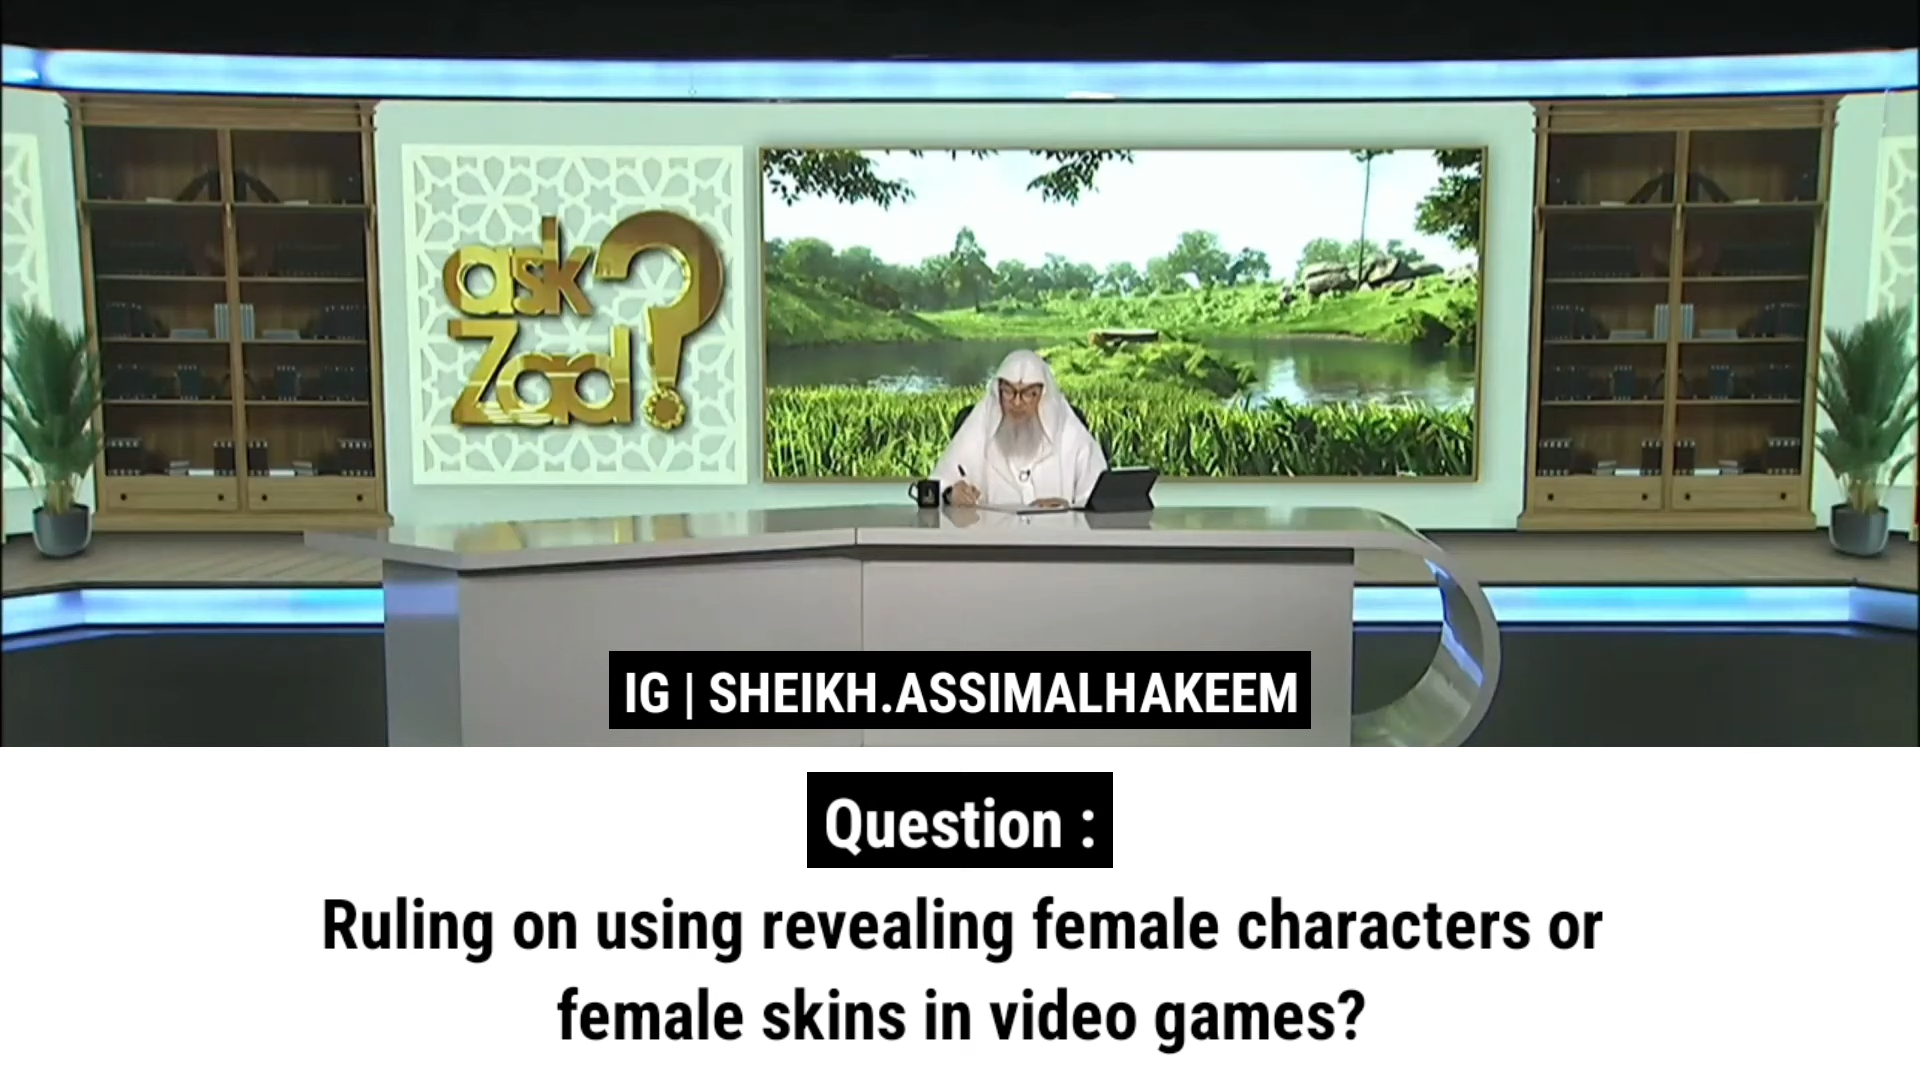 ask
Zad?
IG | SHEIKH.ASSIMALHAKEEM
Question :
Ruling on using revealing female characters or
female skins in video games?